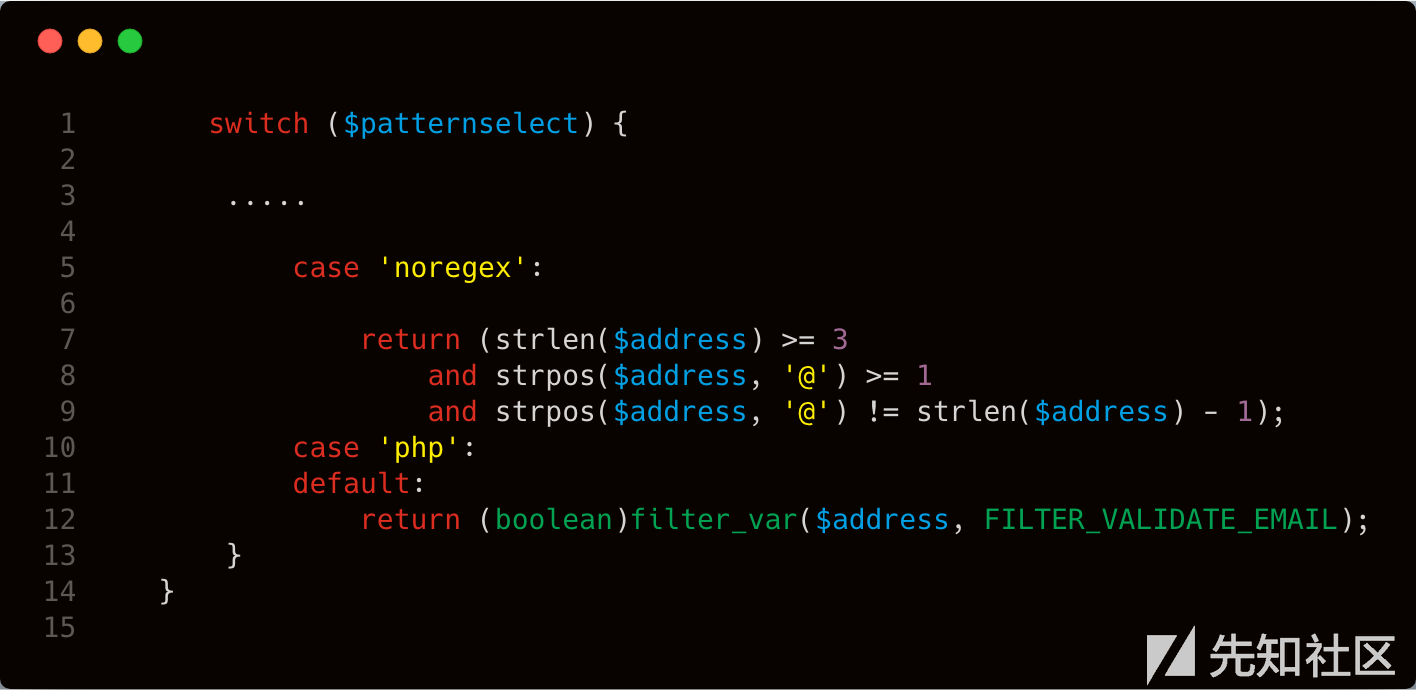 1 switch ($patternselect) {
2
3 .....
4
5 case 'noregex':
6
7 return (strlen($address) >= 3
8 and strpos($address, '@') >= 1
9 and strpos($address, '@') != strlen($address) - 1);
10 case 'php':
11 default:
12 return (boolean)filter_var($address, FILTER_VALIDATE_EMAIL);
13 }
14 }
15
先知社区